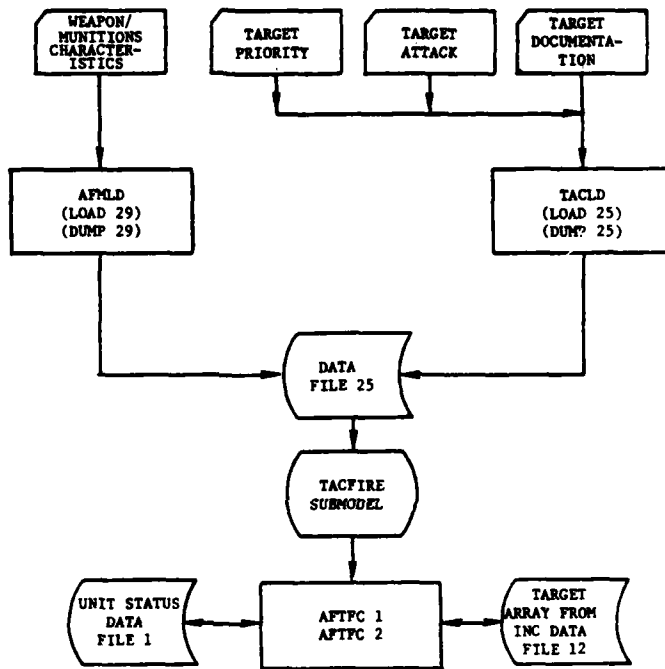 WEAPON/
MUNITIONS
CHARACTER-
ISTICS
TARGET
PRIORITY
TARGET
ATTACK
TARGET
DOCUMENTA-
TION
AFMLD
(LOAD 29)
(DUMP 29)
TACLD
(LOAD 25)
(DUMP 25)
DATA
FILE 25
TACFIRE
SUBMODEL
UNIT STATUS
DATA
FILE 1
AFTFC 1
AFTFC 2
TARGET
ARRAY FROM
INC DATA
FILE 12